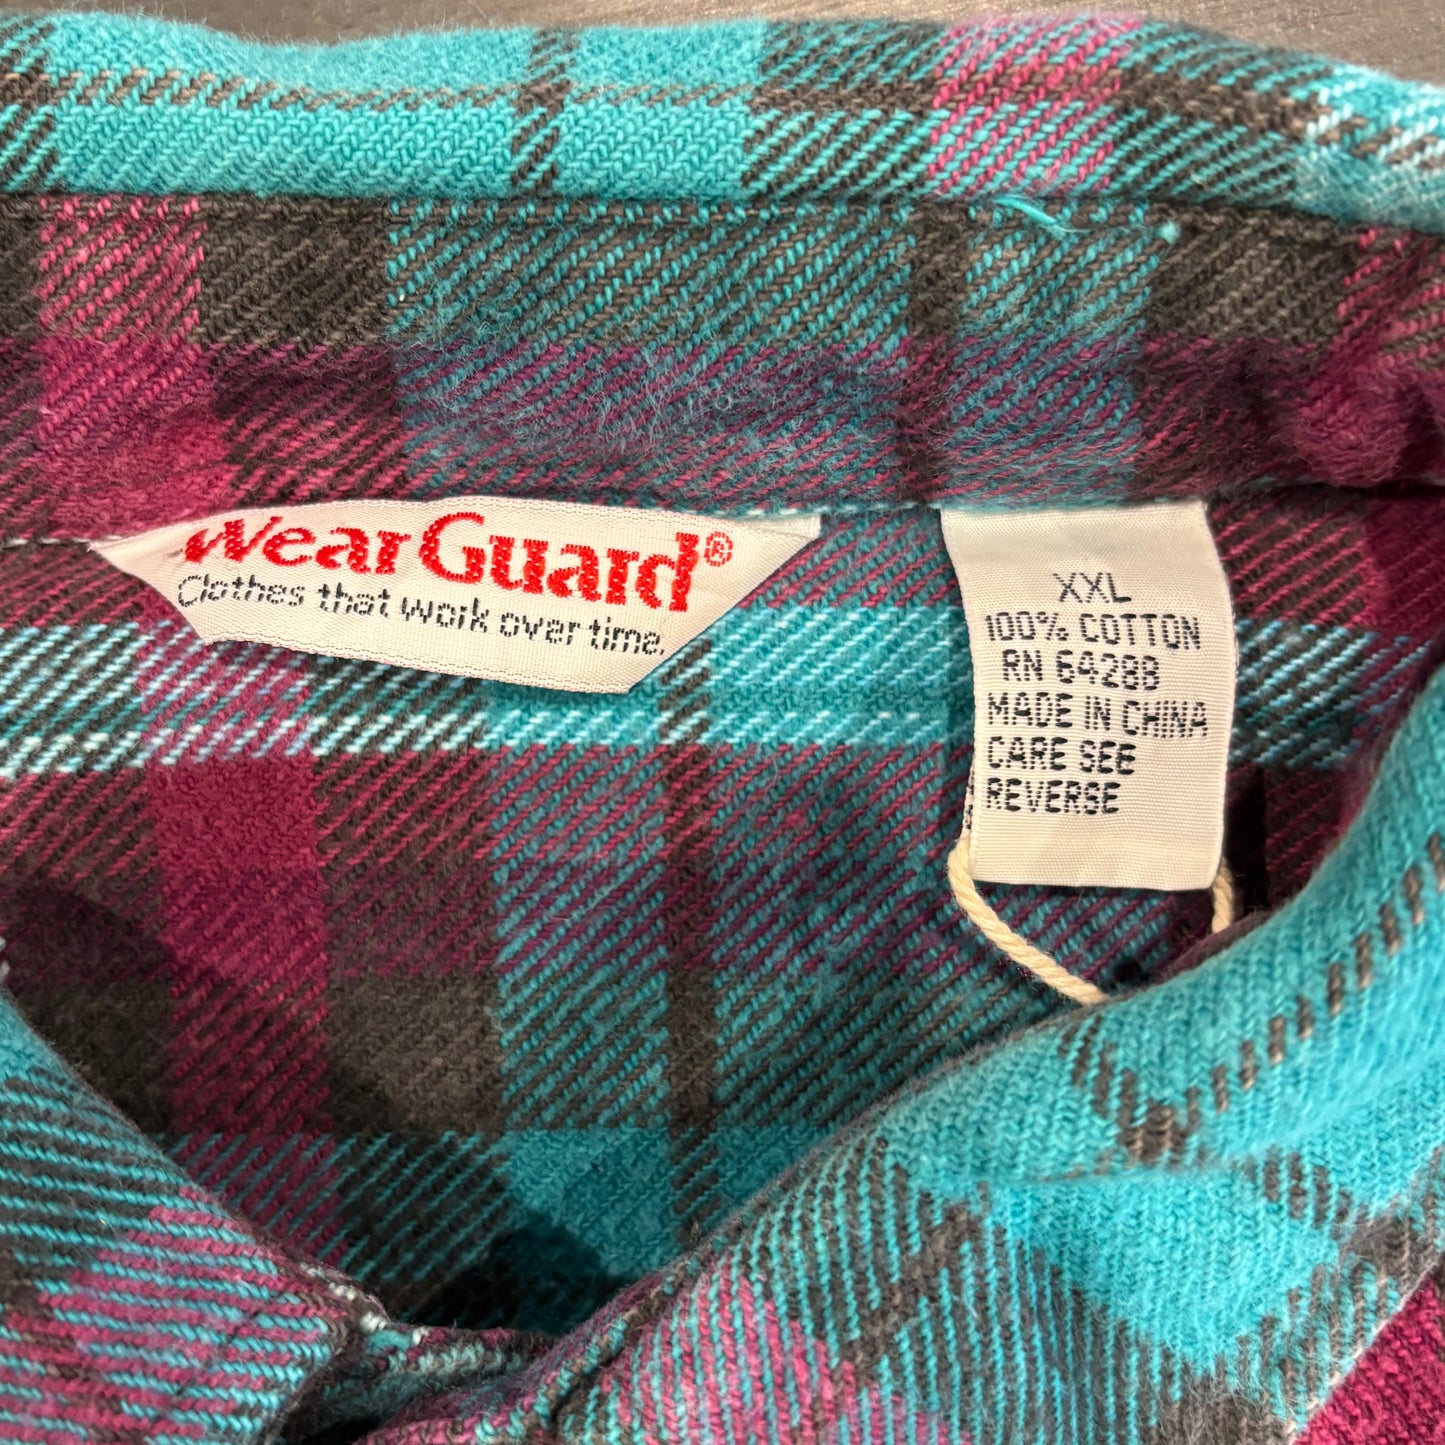 WearGuard®
Clothes that work over time.
XXL
100% COTTON
RN 64288
MADE IN CHINA
CARE SEE
REVERSE